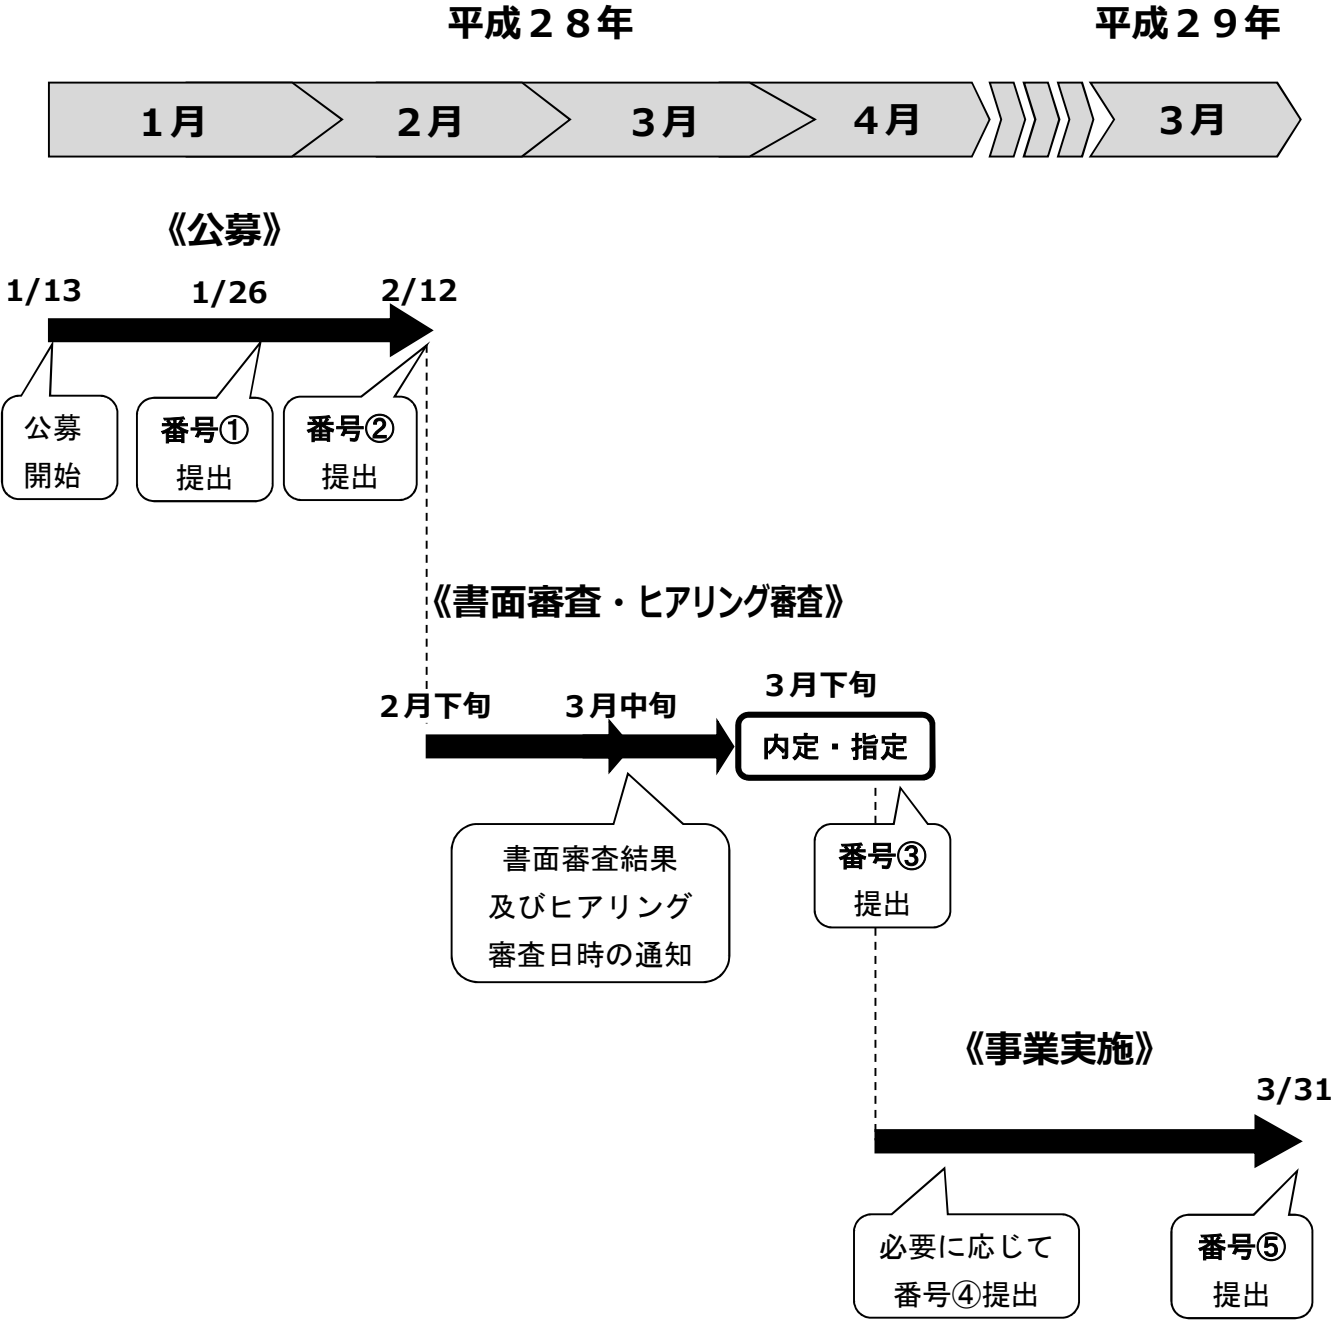 平成２８年
平成２９年
１月
２月
３月
４月
３月
《公募》
1/13
1/26
2/12
公募
開始
番号①
提出
番号②
提出
《書面審査・ヒアリング審査》
２月下旬
３月中旬
３月下旬
内定・指定
書面審査結果
及びヒアリング
審査日時の通知
番号③
提出
《事業実施》
3/31
必要に応じて
番号④提出
番号⑤
提出